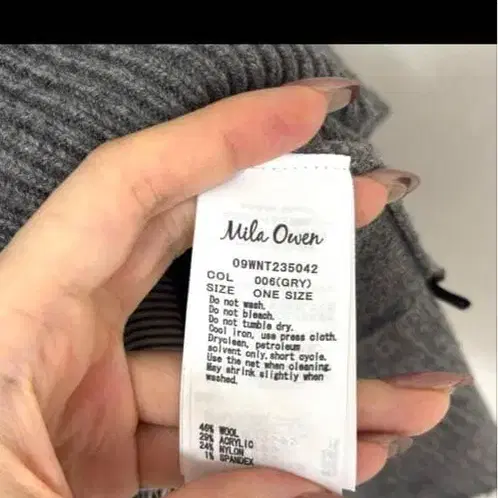 Mila Owen
09WNT235042
COL 006(GRY)
SIZE ONE SIZE
Do not wash.
Do not bleach.
Do not tumble dry.
Cool iron, use press cloth.
Dryclean, petroleum
solvent only, short cycle.
Use the net when cleaning.
May shrink slightly when
washed.
46% WOOL
29% ACRYLIC
24% NYLON
1% SPANDEX